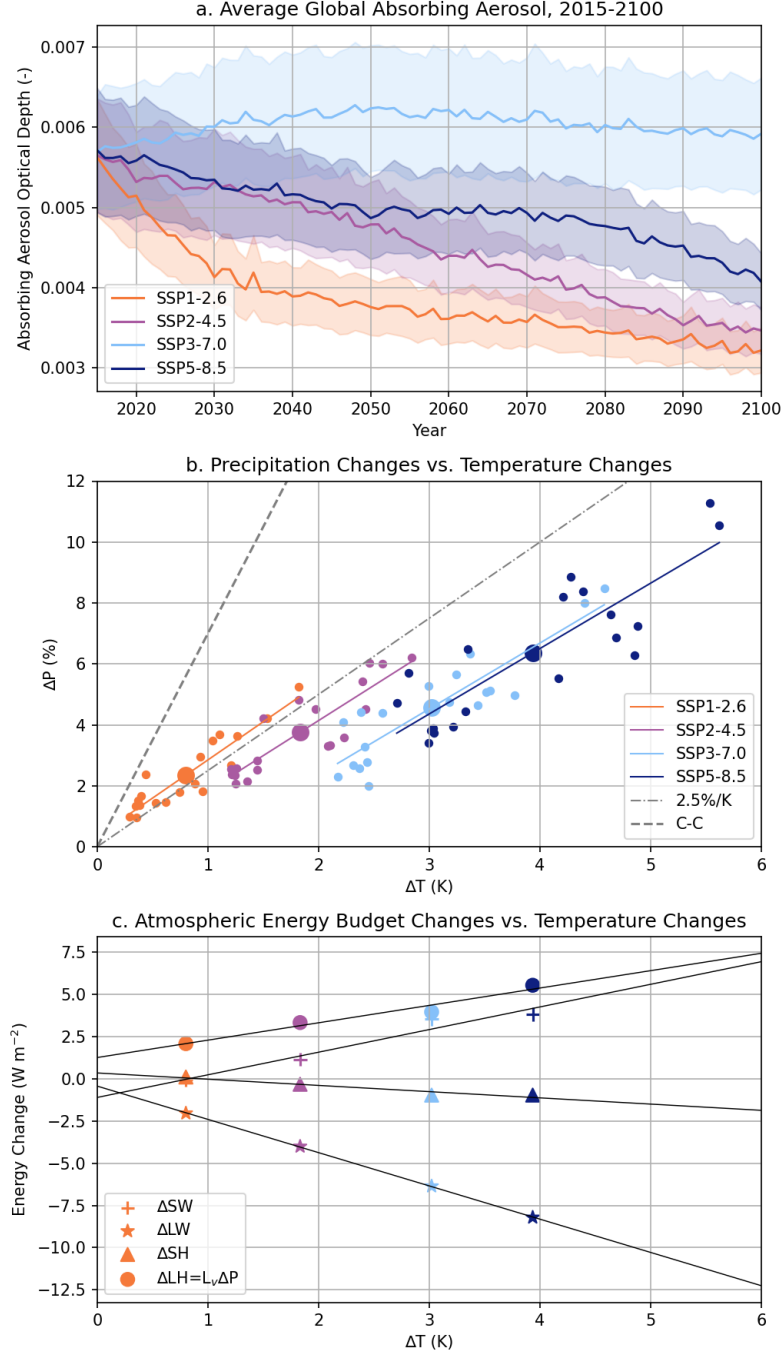 a. Average Global Absorbing Aerosol, 2015-2100
Absorbing Aerosol Optical Depth (-)
0.007
0.006
0.005
0.004
0.003
SSP1-2.6
SSP2-4.5
SSP3-7.0
SSP5-8.5
2020 2030 2040 2050 2060 2070 2080 2090 2100
Year
b. Precipitation Changes vs. Temperature Changes
ΔP (%)
12
10
8
6
4
2
0
SSP1-2.6
SSP2-4.5
SSP3-7.0
SSP5-8.5
2.5%/K
C-C
0 1 2 3 4 5 6
ΔT (K)
c. Atmospheric Energy Budget Changes vs. Temperature Changes
Energy Change (W m⁻²)
7.5
5.0
2.5
0.0
−2.5
−5.0
−7.5
−10.0
−12.5
ΔSW
ΔLW
ΔSH
ΔLH=LᵥΔP
0 1 2 3 4 5 6
ΔT (K)